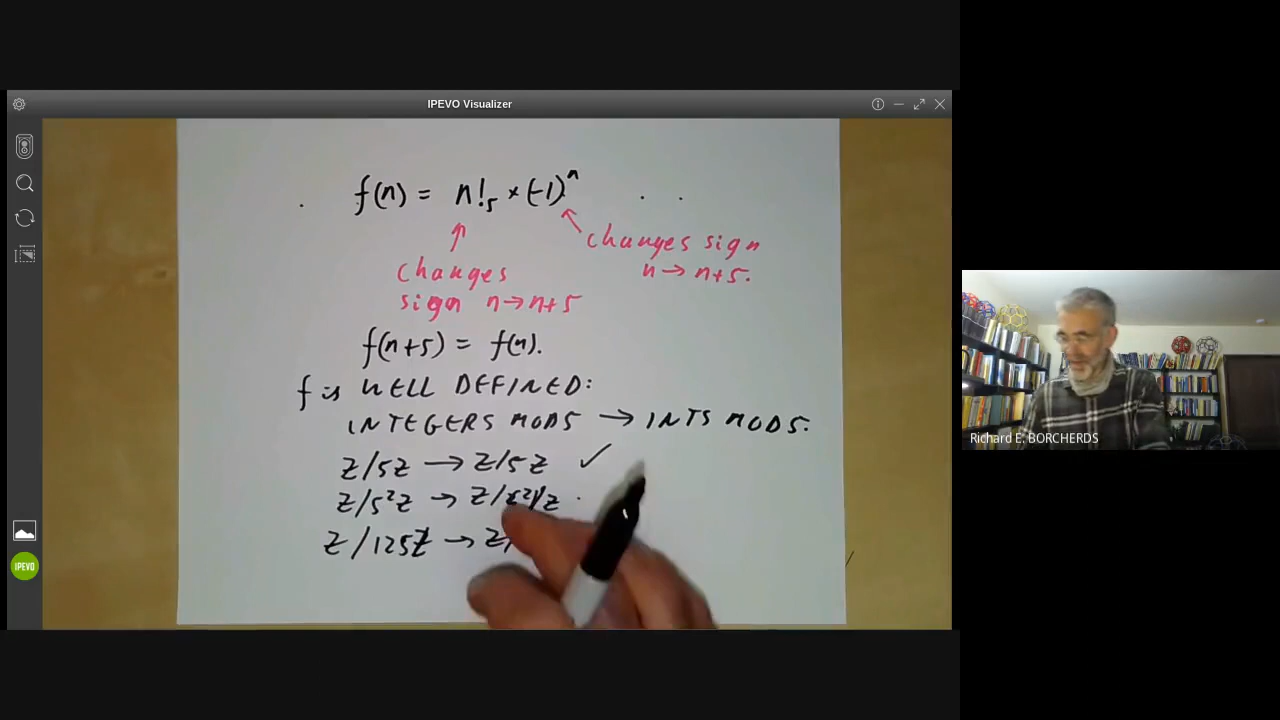 IPEVO Visualizer
f(n) = n!₅ × (-1)ⁿ
changes sign
n → n+5.
changes
sign n → n+5
f(n+5) = f(n).
f is WELL DEFINED:
INTEGERS MOD 5 → INTS MOD 5.
Z/5Z → Z/5Z ✓
Z/5²Z → Z/5²Z
Z/125Z → Z/
Richard E. BORCHERDS
IPEVO